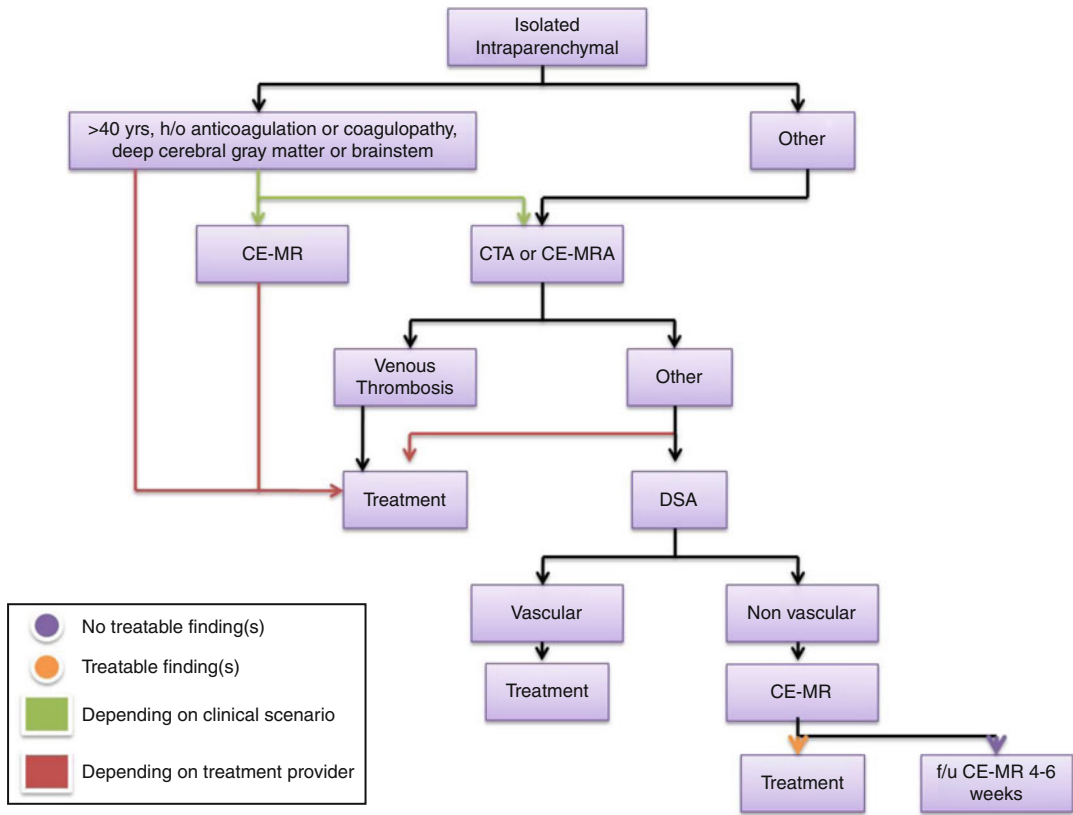 Isolated
Intraparenchymal
>40 yrs, h/o anticoagulation or coagulopathy,
deep cerebral gray matter or brainstem
Other
CE-MR
CTA or CE-MRA
Venous
Thrombosis
Other
Treatment
DSA
Vascular
Non vascular
Treatment
CE-MR
Treatment
f/u CE-MR 4-6
weeks
No treatable finding(s)
Treatable finding(s)
Depending on clinical scenario
Depending on treatment provider